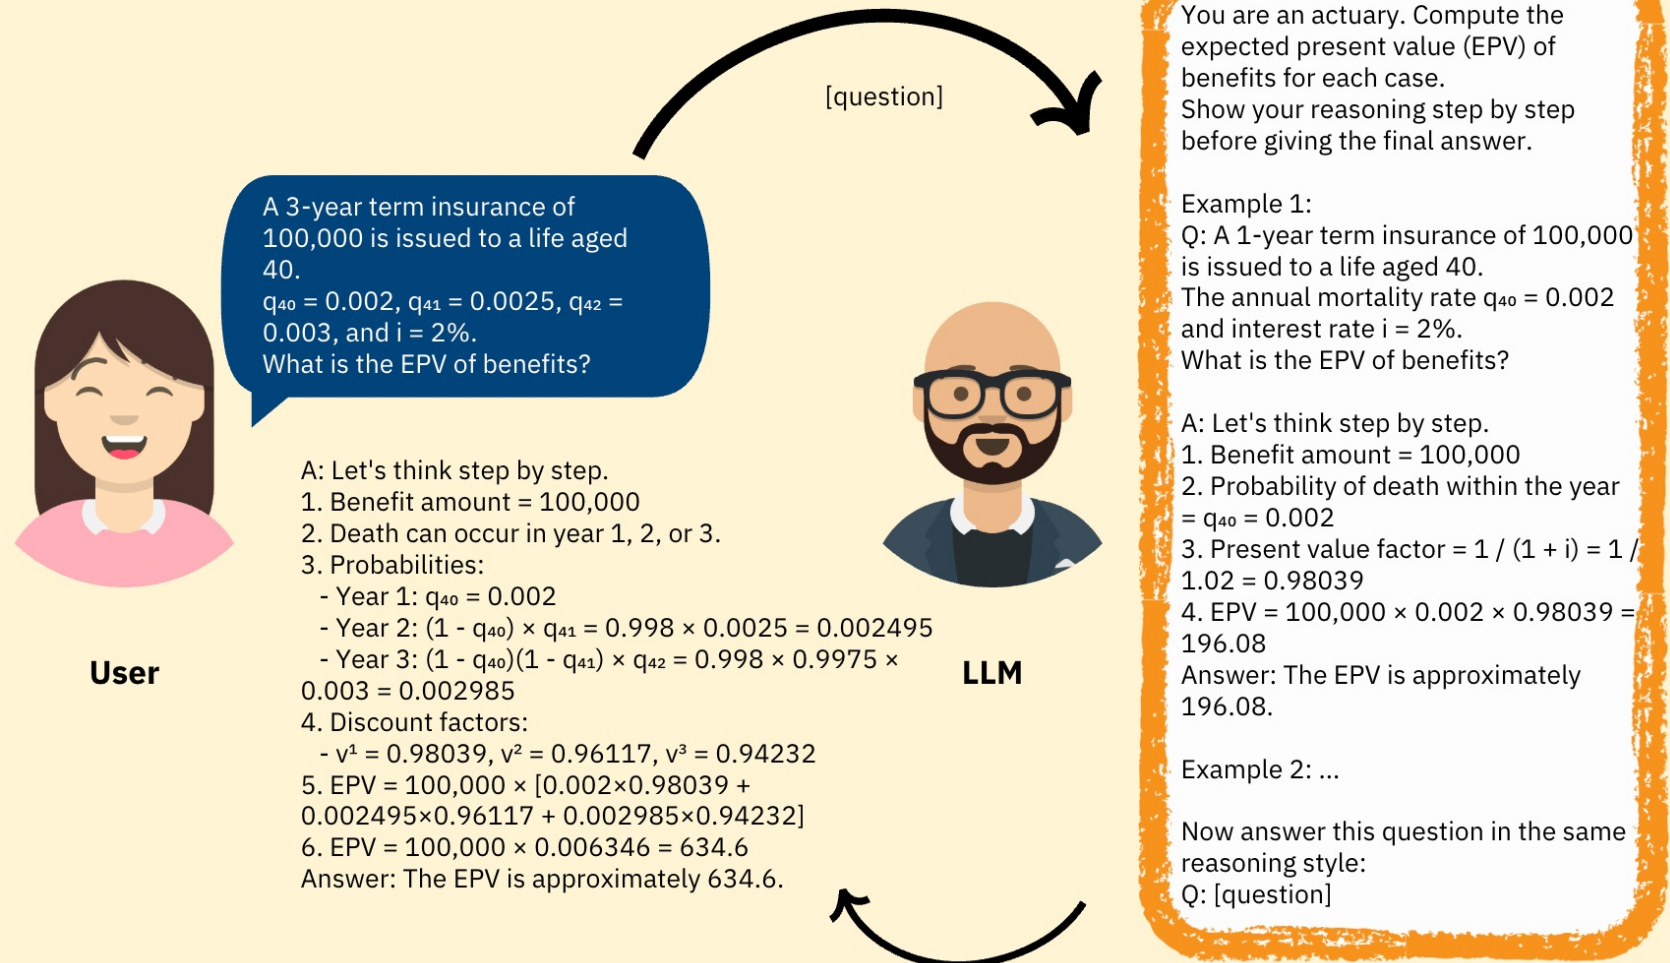 [question]
A 3-year term insurance of
100,000 is issued to a life aged
40.
q₄₀ = 0.002, q₄₁ = 0.0025, q₄₂ =
0.003, and i = 2%.
What is the EPV of benefits?
A: Let's think step by step.
1. Benefit amount = 100,000
2. Death can occur in year 1, 2, or 3.
3. Probabilities:
- Year 1: q₄₀ = 0.002
- Year 2: (1 - q₄₀) × q₄₁ = 0.998 × 0.0025 = 0.002495
- Year 3: (1 - q₄₀)(1 - q₄₁) × q₄₂ = 0.998 × 0.9975 ×
0.003 = 0.002985
4. Discount factors:
- v¹ = 0.98039, v² = 0.96117, v³ = 0.94232
5. EPV = 100,000 × [0.002×0.98039 +
0.002495×0.96117 + 0.002985×0.94232]
6. EPV = 100,000 × 0.006346 = 634.6
Answer: The EPV is approximately 634.6.
User
LLM
You are an actuary. Compute the
expected present value (EPV) of
benefits for each case.
Show your reasoning step by step
before giving the final answer.
Example 1:
Q: A 1-year term insurance of 100,000
is issued to a life aged 40.
The annual mortality rate q₄₀ = 0.002
and interest rate i = 2%.
What is the EPV of benefits?
A: Let's think step by step.
1. Benefit amount = 100,000
2. Probability of death within the year
= q₄₀ = 0.002
3. Present value factor = 1 / (1 + i) = 1 /
1.02 = 0.98039
4. EPV = 100,000 × 0.002 × 0.98039 =
196.08
Answer: The EPV is approximately
196.08.
Example 2: ...
Now answer this question in the same
reasoning style:
Q: [question]